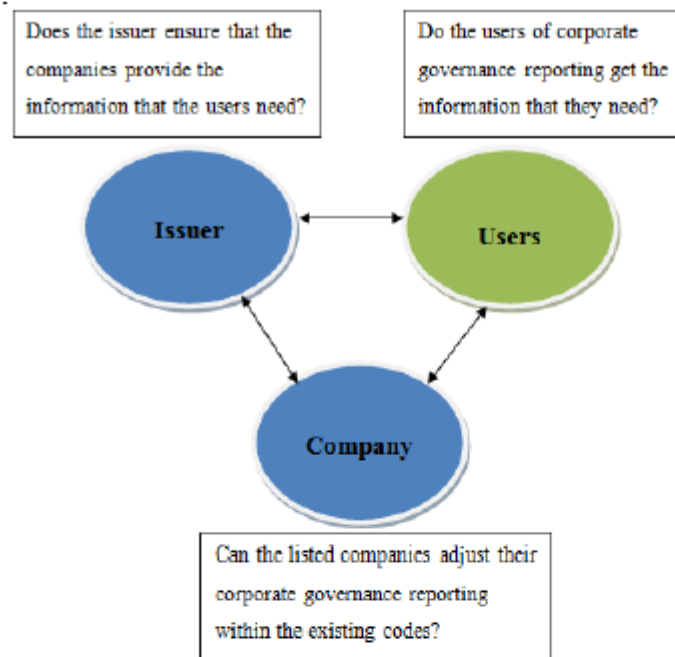 Does the issuer ensure that the
companies provide the
information that the users need?
Do the users of corporate
governance reporting get the
information that they need?
Issuer
Users
Company
Can the listed companies adjust their
corporate governance reporting
within the existing codes?